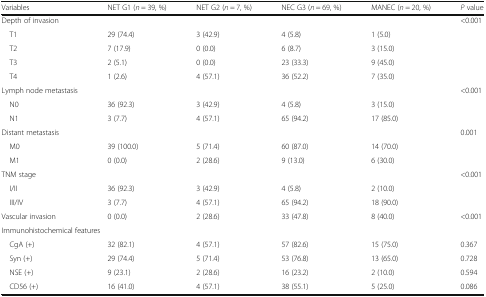 Variables NET G1 (n = 39, %) NET G2 (n = 7, %) NEC G3 (n = 69, %) MANEC (n = 20, %) P value
Depth of invasion <0.001
T1 29 (74.4) 3 (42.9) 4 (5.8) 1 (5.0)
T2 7 (17.9) 0 (0.0) 6 (8.7) 3 (15.0)
T3 2 (5.1) 0 (0.0) 23 (33.3) 9 (45.0)
T4 1 (2.6) 4 (57.1) 36 (52.2) 7 (35.0)
Lymph node metastasis <0.001
N0 36 (92.3) 3 (42.9) 4 (5.8) 3 (15.0)
N1 3 (7.7) 4 (57.1) 65 (94.2) 17 (85.0)
Distant metastasis 0.001
M0 39 (100.0) 5 (71.4) 60 (87.0) 14 (70.0)
M1 0 (0.0) 2 (28.6) 9 (13.0) 6 (30.0)
TNM stage <0.001
I/II 36 (92.3) 3 (42.9) 4 (5.8) 2 (10.0)
III/IV 3 (7.7) 4 (57.1) 65 (94.2) 18 (90.0)
Vascular invasion 0 (0.0) 2 (28.6) 33 (47.8) 8 (40.0) <0.001
Immunohistochemical features
CgA (+) 32 (82.1) 4 (57.1) 57 (82.6) 15 (75.0) 0.367
Syn (+) 29 (74.4) 5 (71.4) 53 (76.8) 13 (65.0) 0.728
NSE (+) 9 (23.1) 2 (28.6) 16 (23.2) 2 (10.0) 0.594
CD56 (+) 16 (41.0) 4 (57.1) 38 (55.1) 5 (25.0) 0.086